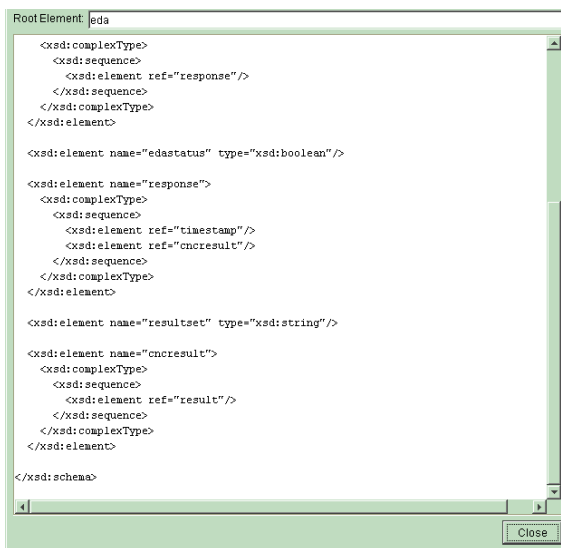 Root Element: eda
<xsd:complexType>
<xsd:sequence>
<xsd:element ref="response"/>
</xsd:sequence>
</xsd:complexType>
</xsd:element>
<xsd:element name="edastatus" type="xsd:boolean"/>
<xsd:element name="response">
<xsd:complexType>
<xsd:sequence>
<xsd:element ref="timestamp"/>
<xsd:element ref="cncresult"/>
</xsd:sequence>
</xsd:complexType>
</xsd:element>
<xsd:element name="resultset" type="xsd:string"/>
<xsd:element name="cncresult">
<xsd:complexType>
<xsd:sequence>
<xsd:element ref="result"/>
</xsd:sequence>
</xsd:complexType>
</xsd:element>
</xsd:schema>
Close